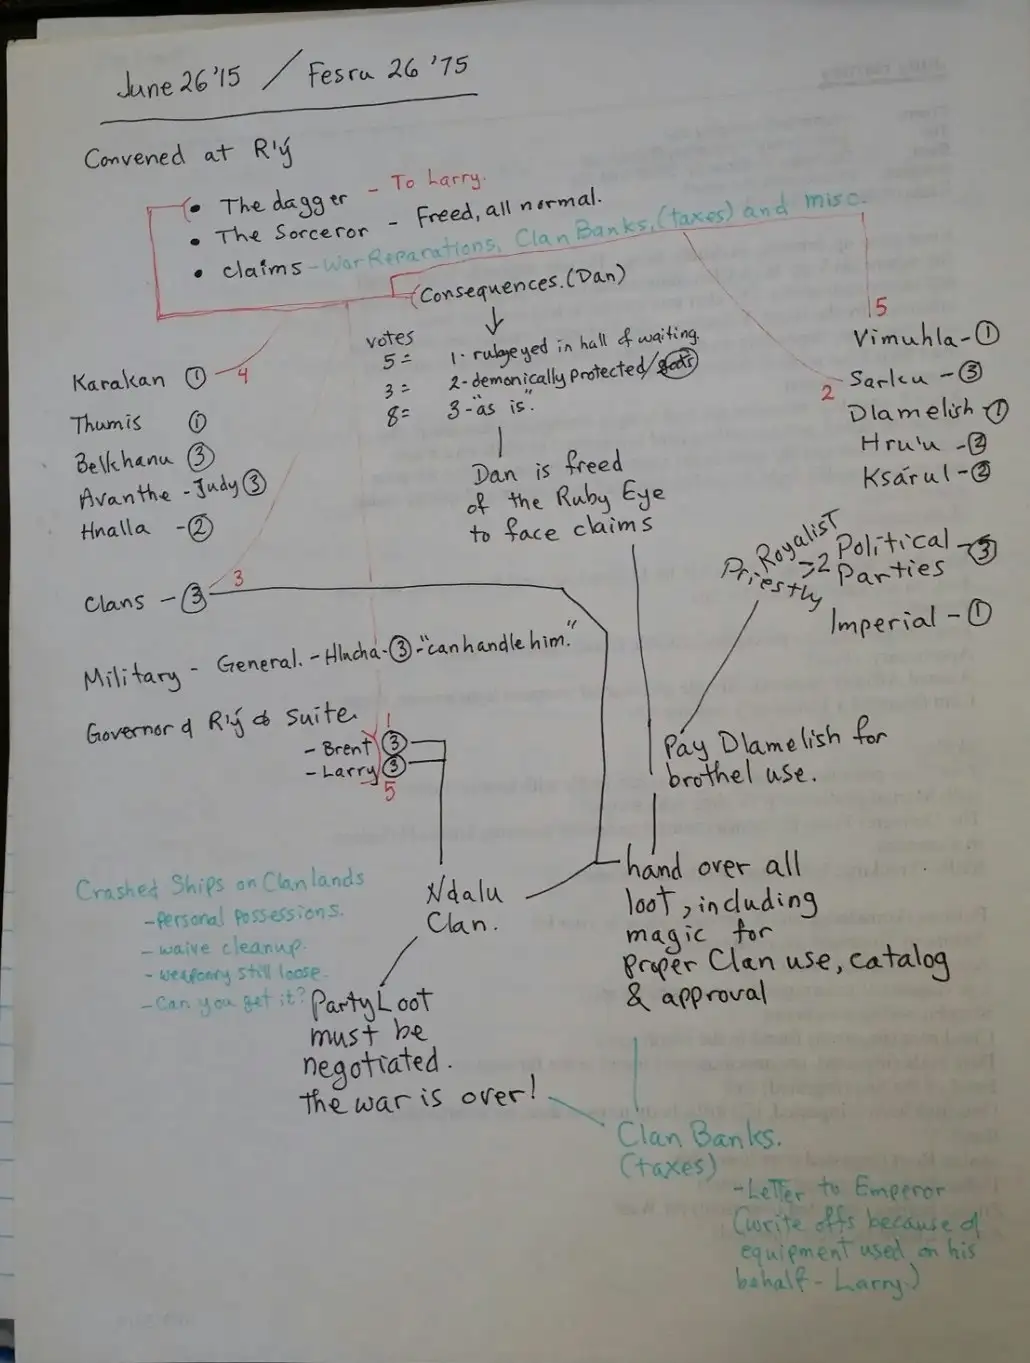 June 26 '15 / Fesru 26 '75
Convened at R'ý
• The dagger - To Larry.
• The Sorceror - Freed, all normal.
• Claims - War Reparations, Clan Banks, (taxes) and misc.
Consequences. (Dan)
votes
5 = 1 - rubyeyed in hall of waiting.
3 = 2 - demonically protected/gods
8 = 3 - "as is".
Dan is freed
of the Ruby Eye
to face claims
Karakan ① 4
Thumis ①
Belkhanu ③
Avanthe - Judy ③
Hnalla - ②
5
Vimuhla - ①
2 Sarku - ③
Dlamelish - ①
Hru'u - ②
Ksárul - ②
Royalist
Priestly
>2 Political - ③
Parties
Imperial - ①
Clans - ③ 3
Military - General. - Hlucha - ③ - "can handle him."
Governor of R'ý & Suite.
- Brent ③
- Larry ③
5
Pay Dlamelish for
brothel use.
hand over all
loot, including
magic for
proper Clan use, catalog
& approval
Ndalu
Clan.
Crashed Ships on Clanlands
- Personal possessions.
- waive cleanup.
- weaponry still loose.
- Can you get it?
Party Loot
must be
negotiated.
the war is over!
Clan Banks.
(taxes)
- Letter to Emperor
(write offs because of
equipment used on his
behalf - Larry.)